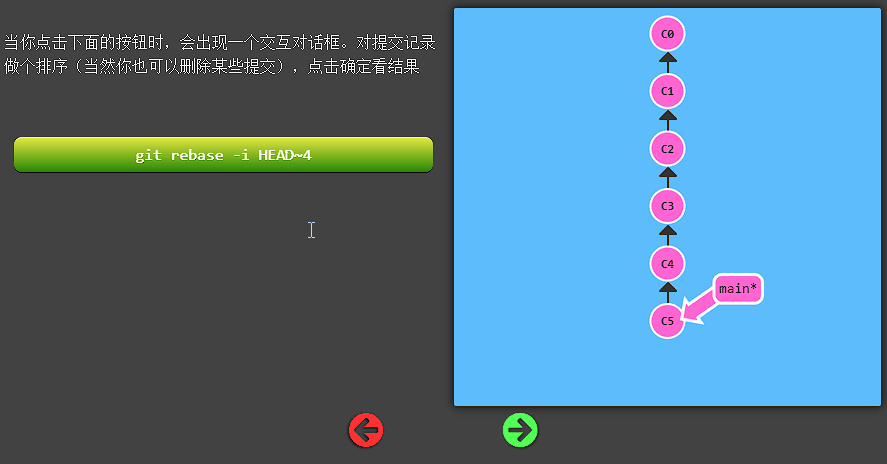 当你点击下面的按钮时，会出现一个交互对话框。对提交记录
做个排序（当然你也可以删除某些提交），点击确定看结果
git rebase -i HEAD~4
C0
C1
C2
C3
C4
main*
C5